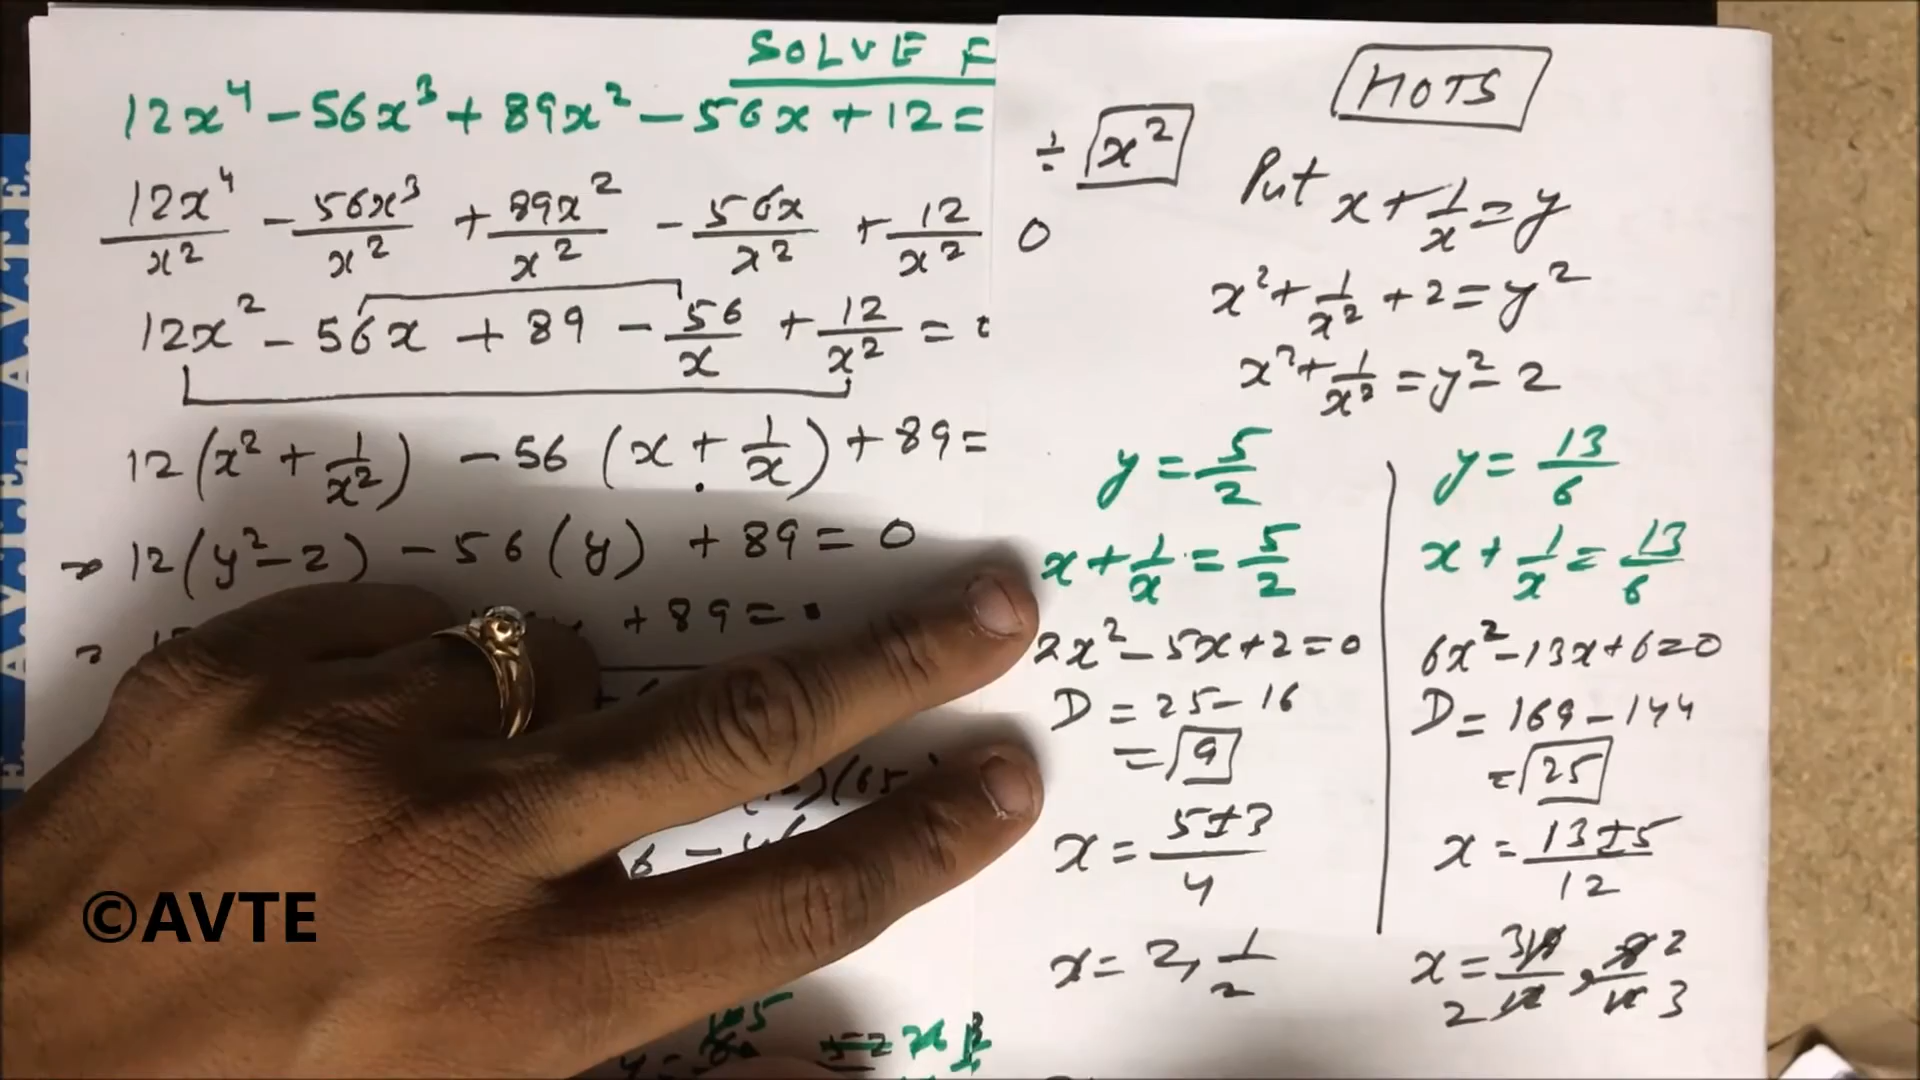 SOLVE F
12x⁴ - 56x³ + 89x² - 56x + 12 =
12x⁴/x² - 56x³/x² + 89x²/x² - 56x/x² + 12/x² 0
12x² - 56x + 89 - 56/x + 12/x² =
12(x² + 1/x²) - 56(x + 1/x) + 89 =
12(y² - 2) - 56(y) + 89 = 0
+ 89 =
6 -
HOTS
÷ x²
Put x + 1/x = y
x² + 1/x² + 2 = y²
x² + 1/x² = y² - 2
y = 5/2
x + 1/x = 5/2
2x² - 5x + 2 = 0
D = 25 - 16
= √9
x = 5 ± 3 / 4
x = 2, 1/2
y = 13/6
x + 1/x = 13/6
6x² - 13x + 6 = 0
D = 169 - 144
= √25
x = 13 ± 5 / 12
x = 3/2, 2/3
©AVTE
A.V.T.E.